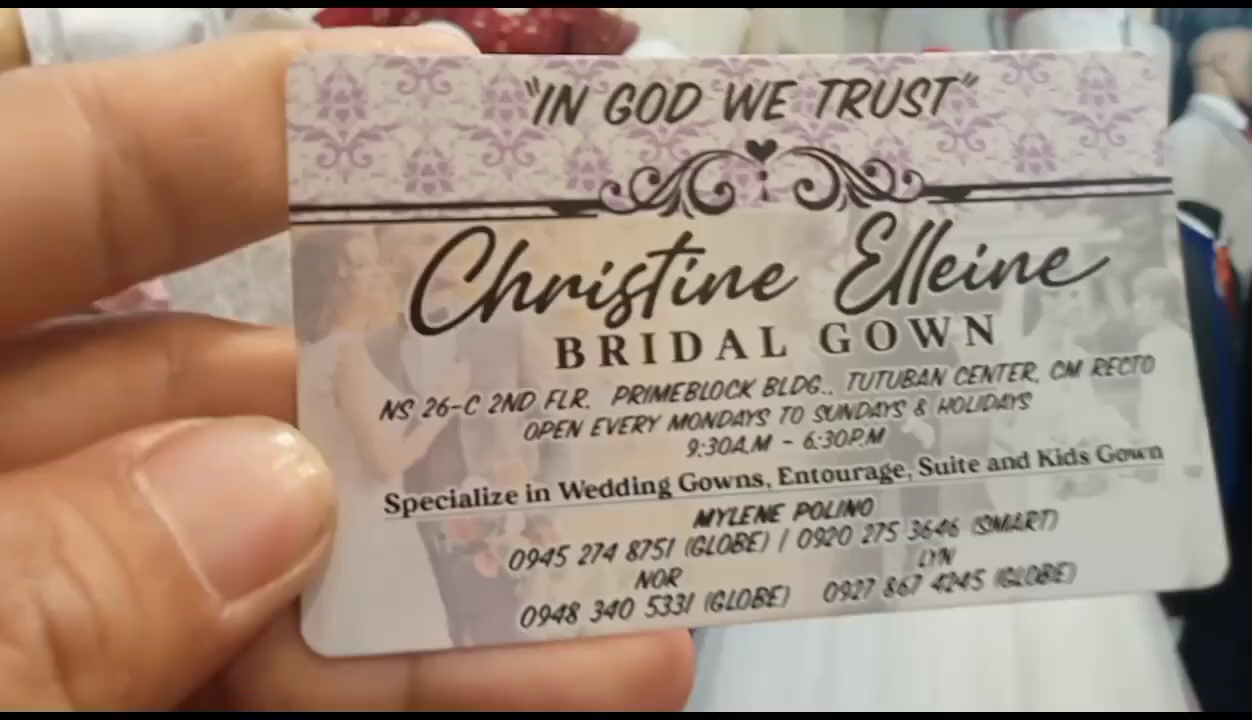 "IN GOD WE TRUST"
Christine Elleine
BRIDAL GOWN
NS 26-C 2ND FLR. PRIMEBLOCK BLDG., TUTUBAN CENTER, CM RECTO
OPEN EVERY MONDAYS TO SUNDAYS & HOLIDAYS
9:30A.M - 6:30P.M
Specialize in Wedding Gowns, Entourage, Suite and Kids Gown
MYLENE POLINO
0945 274 8751 (GLOBE) / 0920 275 3646 (SMART)
NOR LYN
0948 340 5331 (GLOBE) 0927 867 4245 (GLOBE)